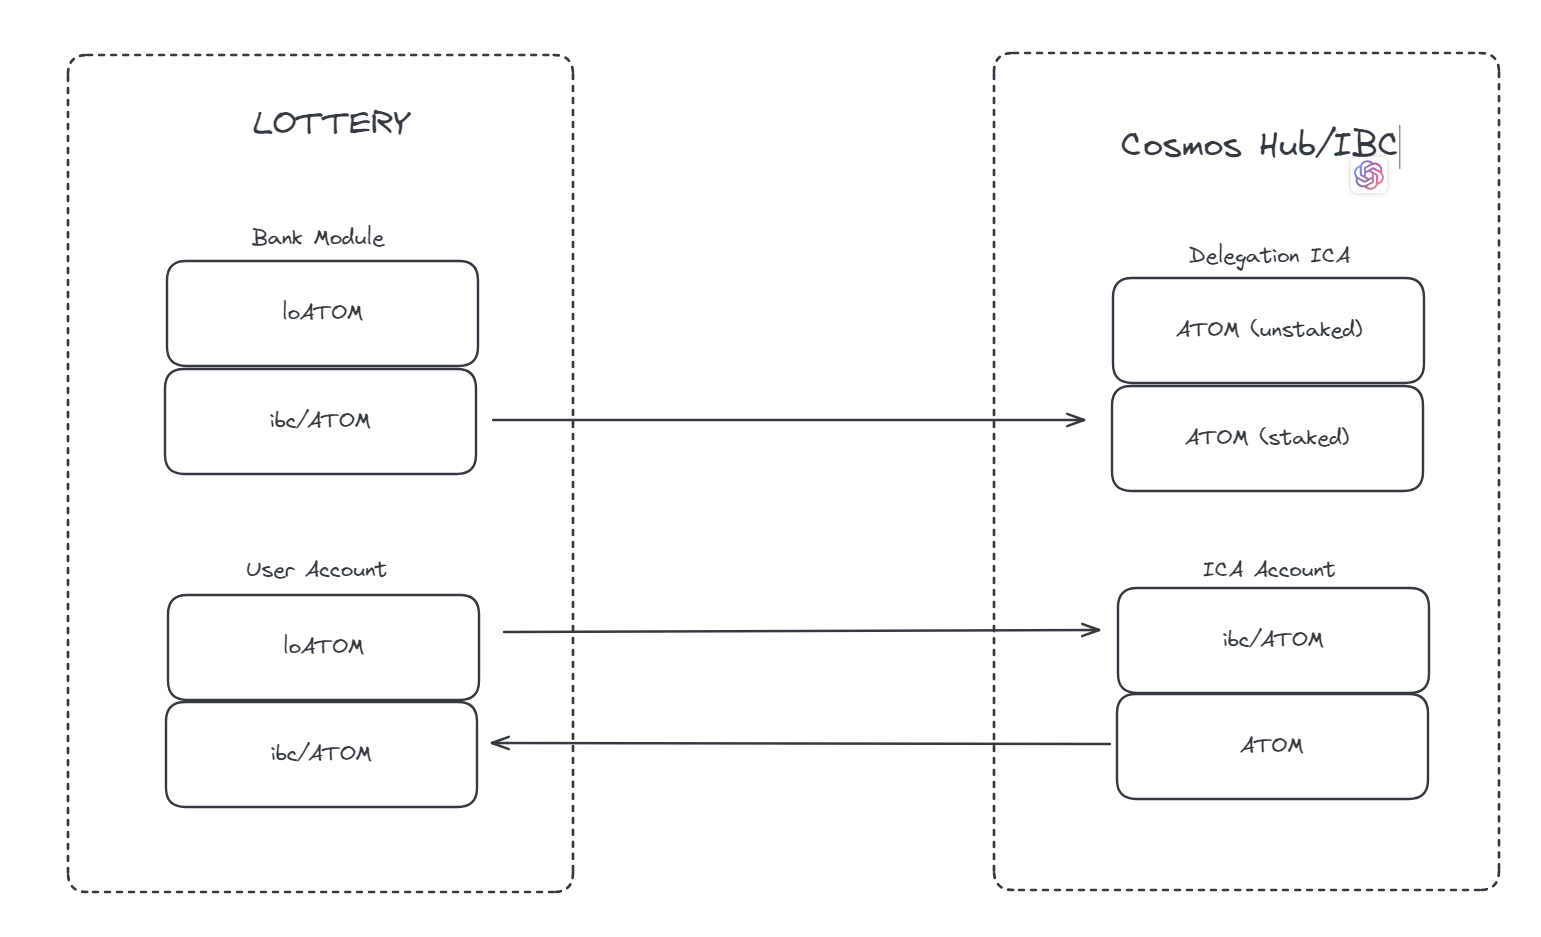 LOTTERY
Bank Module
loATOM
ibc/ATOM
User Account
loATOM
ibc/ATOM
Cosmos Hub/IBC
Delegation ICA
ATOM (unstaked)
ATOM (staked)
ICA Account
ibc/ATOM
ATOM